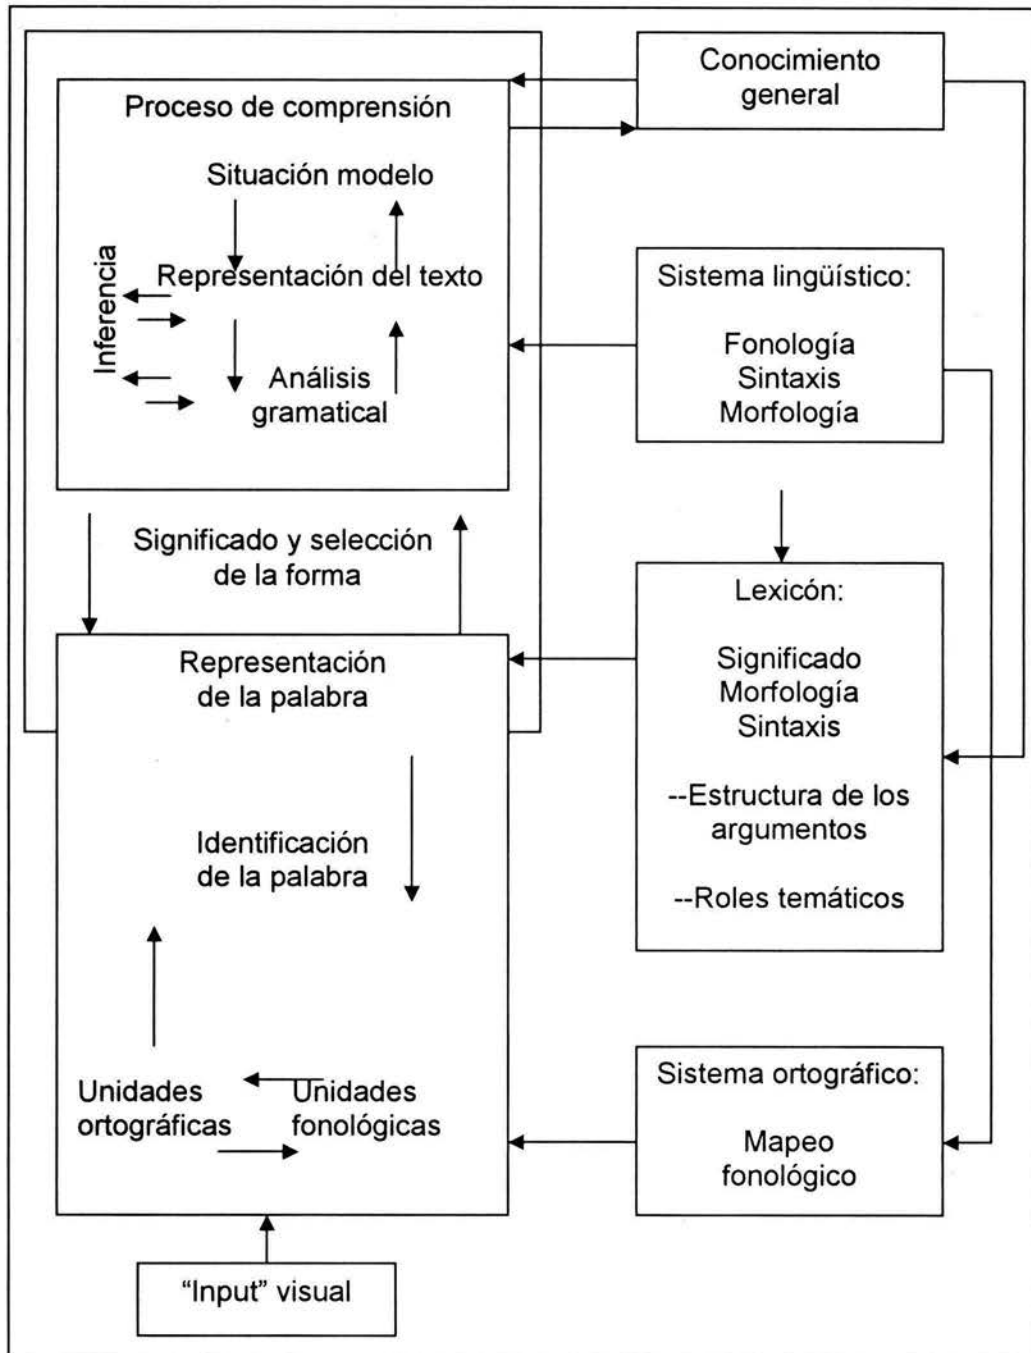 Proceso de comprensión
Situación modelo
Inferencia
Representación del texto
Análisis
gramatical
Significado y selección
de la forma
Representación
de la palabra
Identificación
de la palabra
Unidades
ortográficas
Unidades
fonológicas
“Input” visual
Conocimiento
general
Sistema lingüístico:
Fonología
Sintaxis
Morfología
Lexicón:
Significado
Morfología
Sintaxis
--Estructura de los
argumentos
--Roles temáticos
Sistema ortográfico:
Mapeo
fonológico